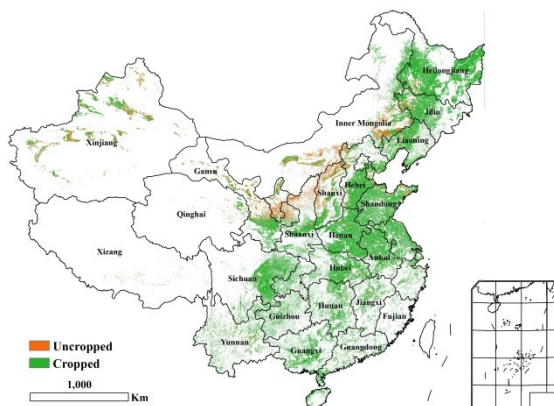 Heilongjiang
Jilin
Inner Mongolia
Liaoning
Xinjiang
Gansu
Hebei
Shanxi
Shandong
Qinghai
Shaanxi
Henan
Xizang
Anhui
Sichuan
Hubei
Hunan
Jiangxi
Guizhou
Fujian
Yunnan
Guangxi
Guangdong
Uncropped
Cropped
1,000
Km